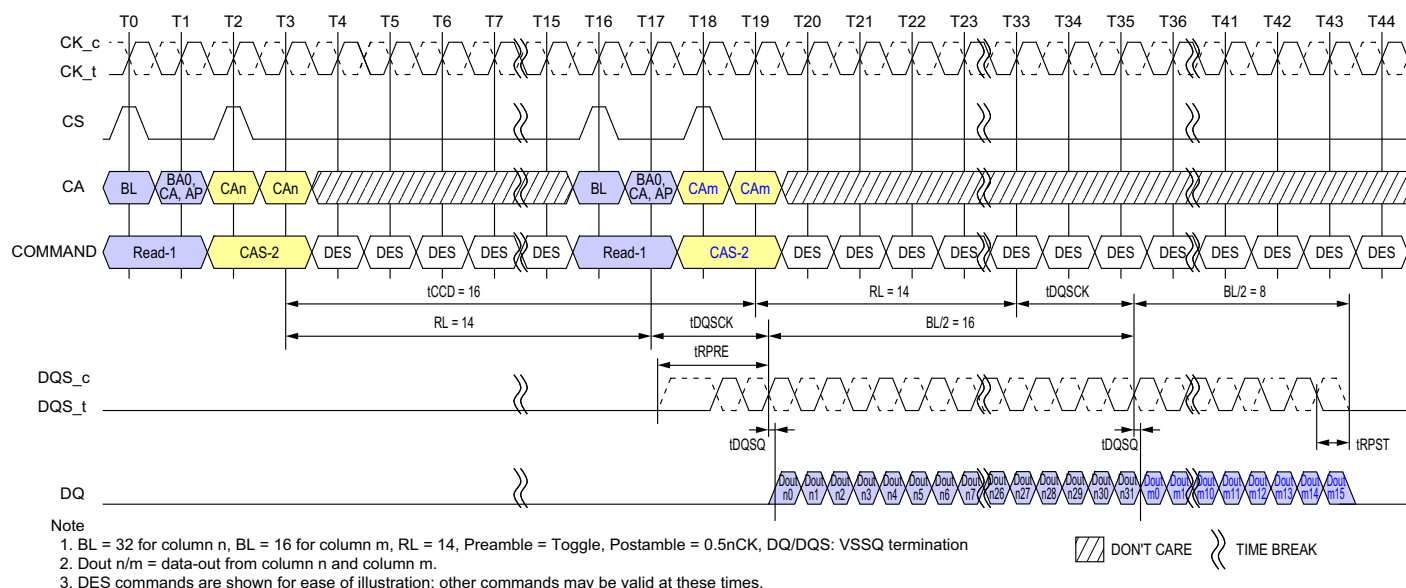 T0 T1 T2 T3 T4 T5 T6 T7 T15 T16 T17 T18 T19 T20 T21 T22 T23 T33 T34 T35 T36 T41 T42 T43 T44
CK_c
CK_t
CS
CA BL BA0, CA, AP CAn CAn BL BA0, CA, AP CAm CAm
COMMAND Read-1 CAS-2 DES DES DES DES DES Read-1 CAS-2 DES DES DES DES DES DES DES DES DES DES DES DES
tCCD = 16 RL = 14 tDQSCK BL/2 = 8
RL = 14 tDQSCK BL/2 = 16
tRPRE
DQS_c
DQS_t
tDQSQ tDQSQ tRPST
DQ Dout n0 Dout n1 Dout n2 Dout n3 Dout n4 Dout n5 Dout n6 Dout n7 Dout n26 Dout n27 Dout n28 Dout n29 Dout n30 Dout n31 Dout m0 Dout m1 Dout m10 Dout m11 Dout m12 Dout m13 Dout m14 Dout m15
Note
1. BL = 32 for column n, BL = 16 for column m, RL = 14, Preamble = Toggle, Postamble = 0.5nCK, DQ/DQS: VSSQ termination
2. Dout n/m = data-out from column n and column m.
3. DES commands are shown for ease of illustration; other commands may be valid at these times.
DON'T CARE TIME BREAK